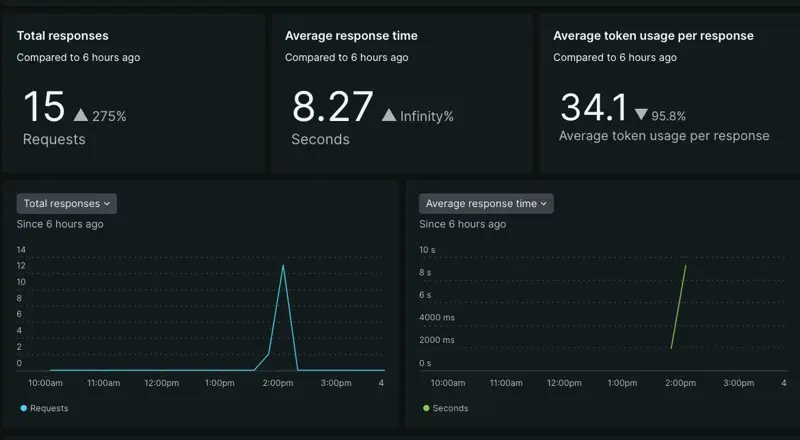 Total responses
Compared to 6 hours ago
15 ▲ 275%
Requests
Average response time
Compared to 6 hours ago
8.27 ▲ Infinity%
Seconds
Average token usage per response
Compared to 6 hours ago
34.1 ▼ 95.8%
Average token usage per response
Total responses
Since 6 hours ago
14
12
10
8
6
4
2
0
10:00am 11:00am 12:00pm 1:00pm 2:00pm 3:00pm 4
Requests
Average response time
Since 6 hours ago
10 s
8 s
6 s
4000 ms
2000 ms
0 s
10:00am 11:00am 12:00pm 1:00pm 2:00pm 3:00pm 4
Seconds